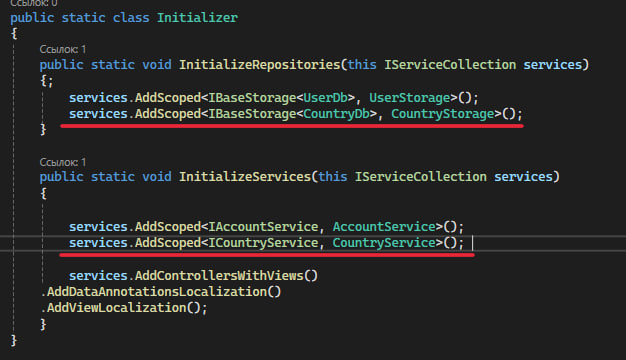 Ссылок: 0
public static class Initializer
{
Ссылок: 1
public static void InitializeRepositories(this IServiceCollection services)
{;
services.AddScoped<IBaseStorage<UserDb>, UserStorage>();
services.AddScoped<IBaseStorage<CountryDb>, CountryStorage>();
}
Ссылок: 1
public static void InitializeServices(this IServiceCollection services)
{
services.AddScoped<IAccountService, AccountService>();
services.AddScoped<ICountryService, CountryService>();
services.AddControllersWithViews()
.AddDataAnnotationsLocalization()
.AddViewLocalization();
}
}